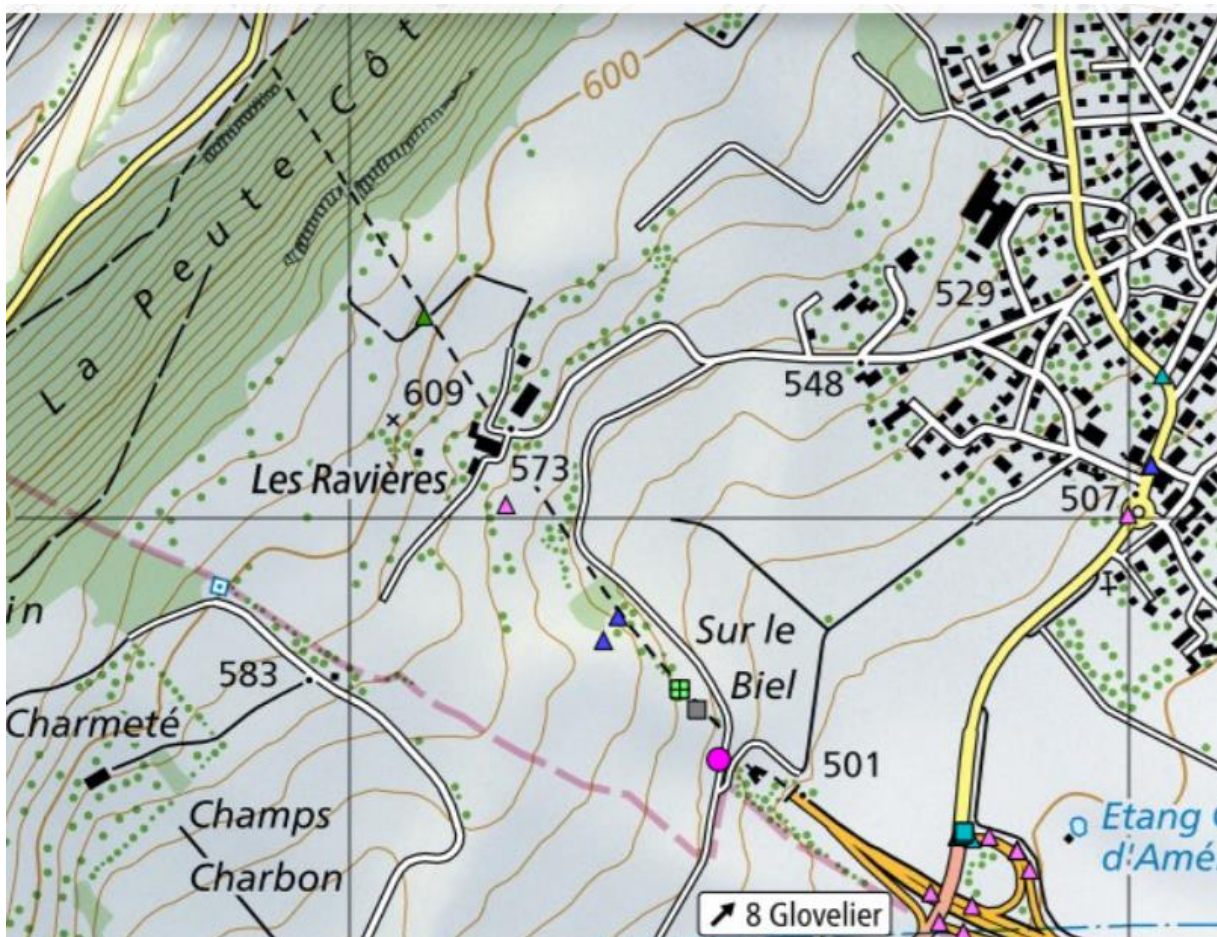 600
La Peute Côt
529
609
548
573
Les Ravières
507
in
Sur le
Biel
583
Charmeté
501
Champs
Charbon
Etang
d'Amé
8 Glovelier